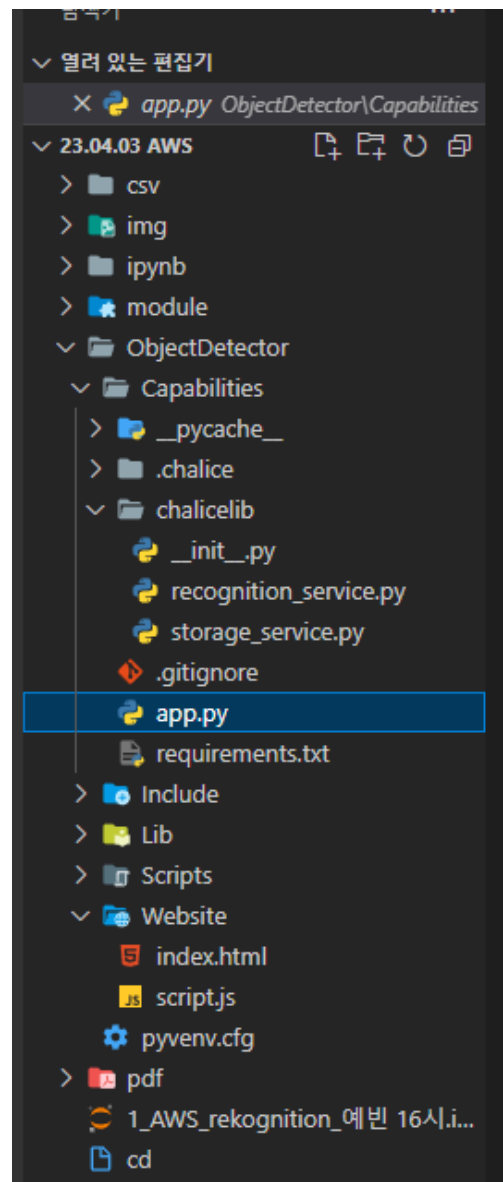 열려 있는 편집기
app.py ObjectDetector\Capabilities
23.04.03 AWS
csv
img
ipynb
module
ObjectDetector
Capabilities
__pycache__
.chalice
chalicelib
__init__.py
recognition_service.py
storage_service.py
.gitignore
app.py
requirements.txt
Include
Lib
Scripts
Website
index.html
JS script.js
pyvenv.cfg
pdf
1_AWS_rekognition_예빈 16시.i...
cd